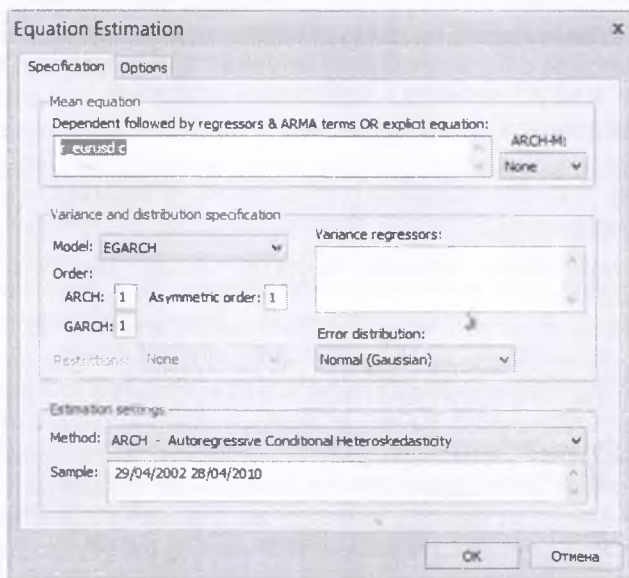 Equation Estimation x
Specification Options
Mean equation
Dependent followed by regressors & ARMA terms OR explicit equation:
r_eurusd c
ARCH-M:
None
Variance and distribution specification
Model: EGARCH
Variance regressors:
Order:
ARCH: 1 Asymmetric order: 1
GARCH: 1
Error distribution:
Restrictions: None
Normal (Gaussian)
Estimation settings
Method: ARCH - Autoregressive Conditional Heteroskedasticity
Sample: 29/04/2002 28/04/2010
OK Отмена